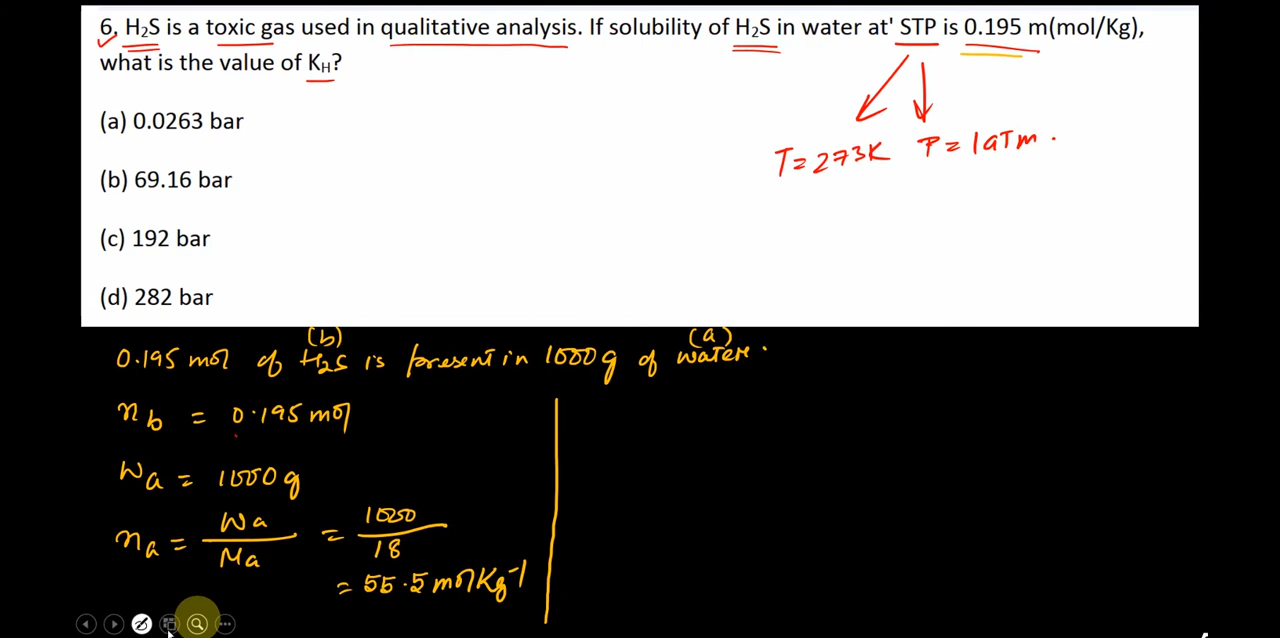 6. H₂S is a toxic gas used in qualitative analysis. If solubility of H₂S in water at' STP is 0.195 m(mol/Kg),
what is the value of K_H?
T = 273K P = 1 aTm.
(a) 0.0263 bar
(b) 69.16 bar
(c) 192 bar
(d) 282 bar
(b) (a)
0.195 mol of H₂S is present in 1000g of water.
n_b = 0.195 mol
W_a = 1000 g
n_a = W_a / M_a = 1000 / 18
= 55.5 mol Kg⁻¹